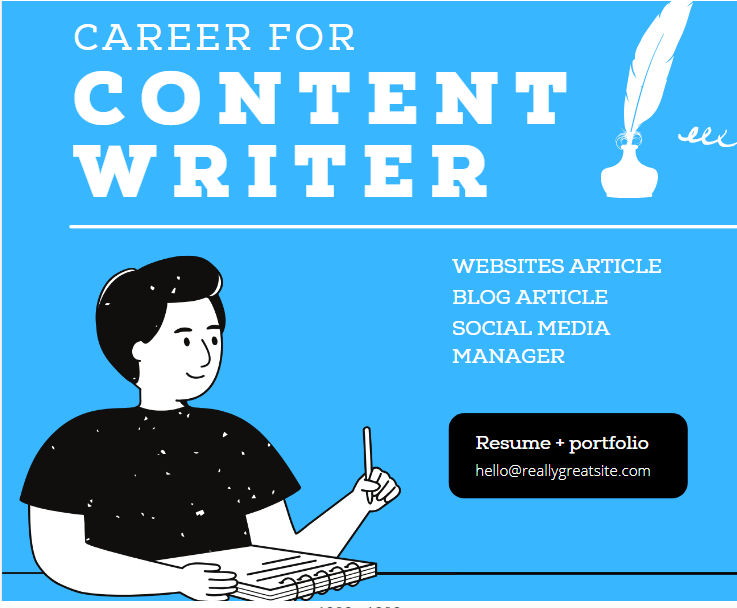 CAREER FOR
CONTENT
WRITER
WEBSITES ARTICLE
BLOG ARTICLE
SOCIAL MEDIA
MANAGER
Resume + portfolio
hello@reallygreatsite.com